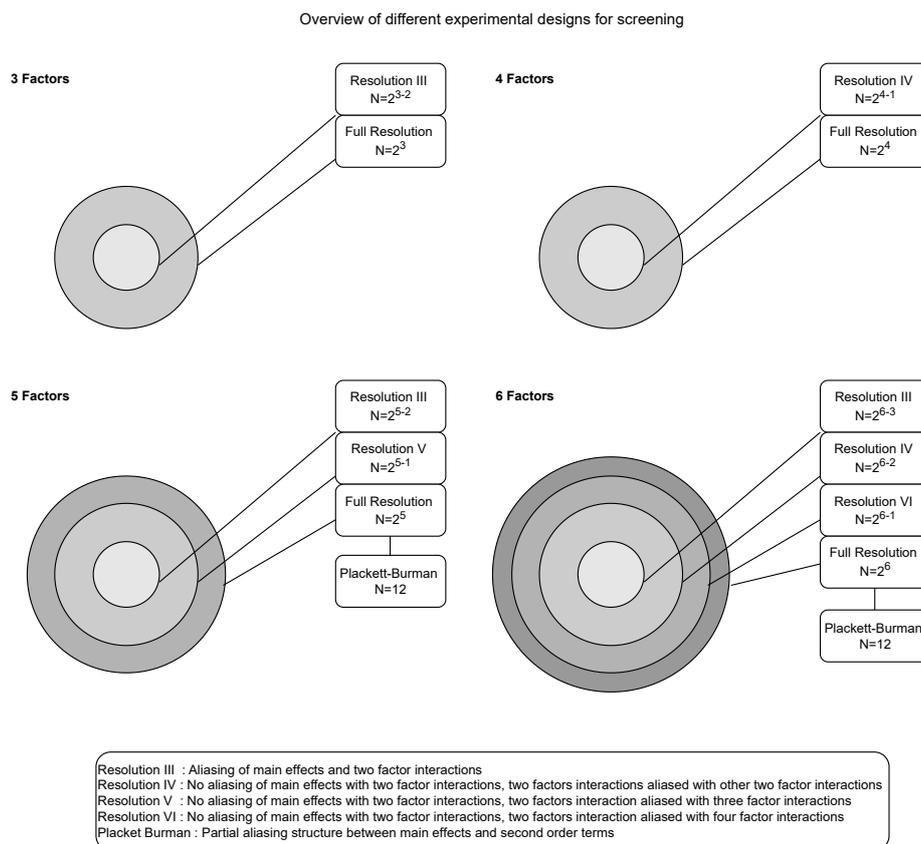 Overview of different experimental designs for screening
3 Factors
Resolution III
N=2^3-2
Full Resolution
N=2^3
4 Factors
Resolution IV
N=2^4-1
Full Resolution
N=2^4
5 Factors
Resolution III
N=2^5-2
Resolution V
N=2^5-1
Full Resolution
N=2^5
Plackett-Burman
N=12
6 Factors
Resolution III
N=2^6-3
Resolution IV
N=2^6-2
Resolution VI
N=2^6-1
Full Resolution
N=2^6
Plackett-Burman
N=12
Resolution III : Aliasing of main effects and two factor interactions
Resolution IV : No aliasing of main effects with two factor interactions, two factors interactions aliased with other two factor interactions
Resolution V : No aliasing of main effects with two factor interactions, two factors interaction aliased with three factor interactions
Resolution VI : No aliasing of main effects with two factor interactions, two factors interaction aliased with four factor interactions
Placket Burman : Partial aliasing structure between main effects and second order terms